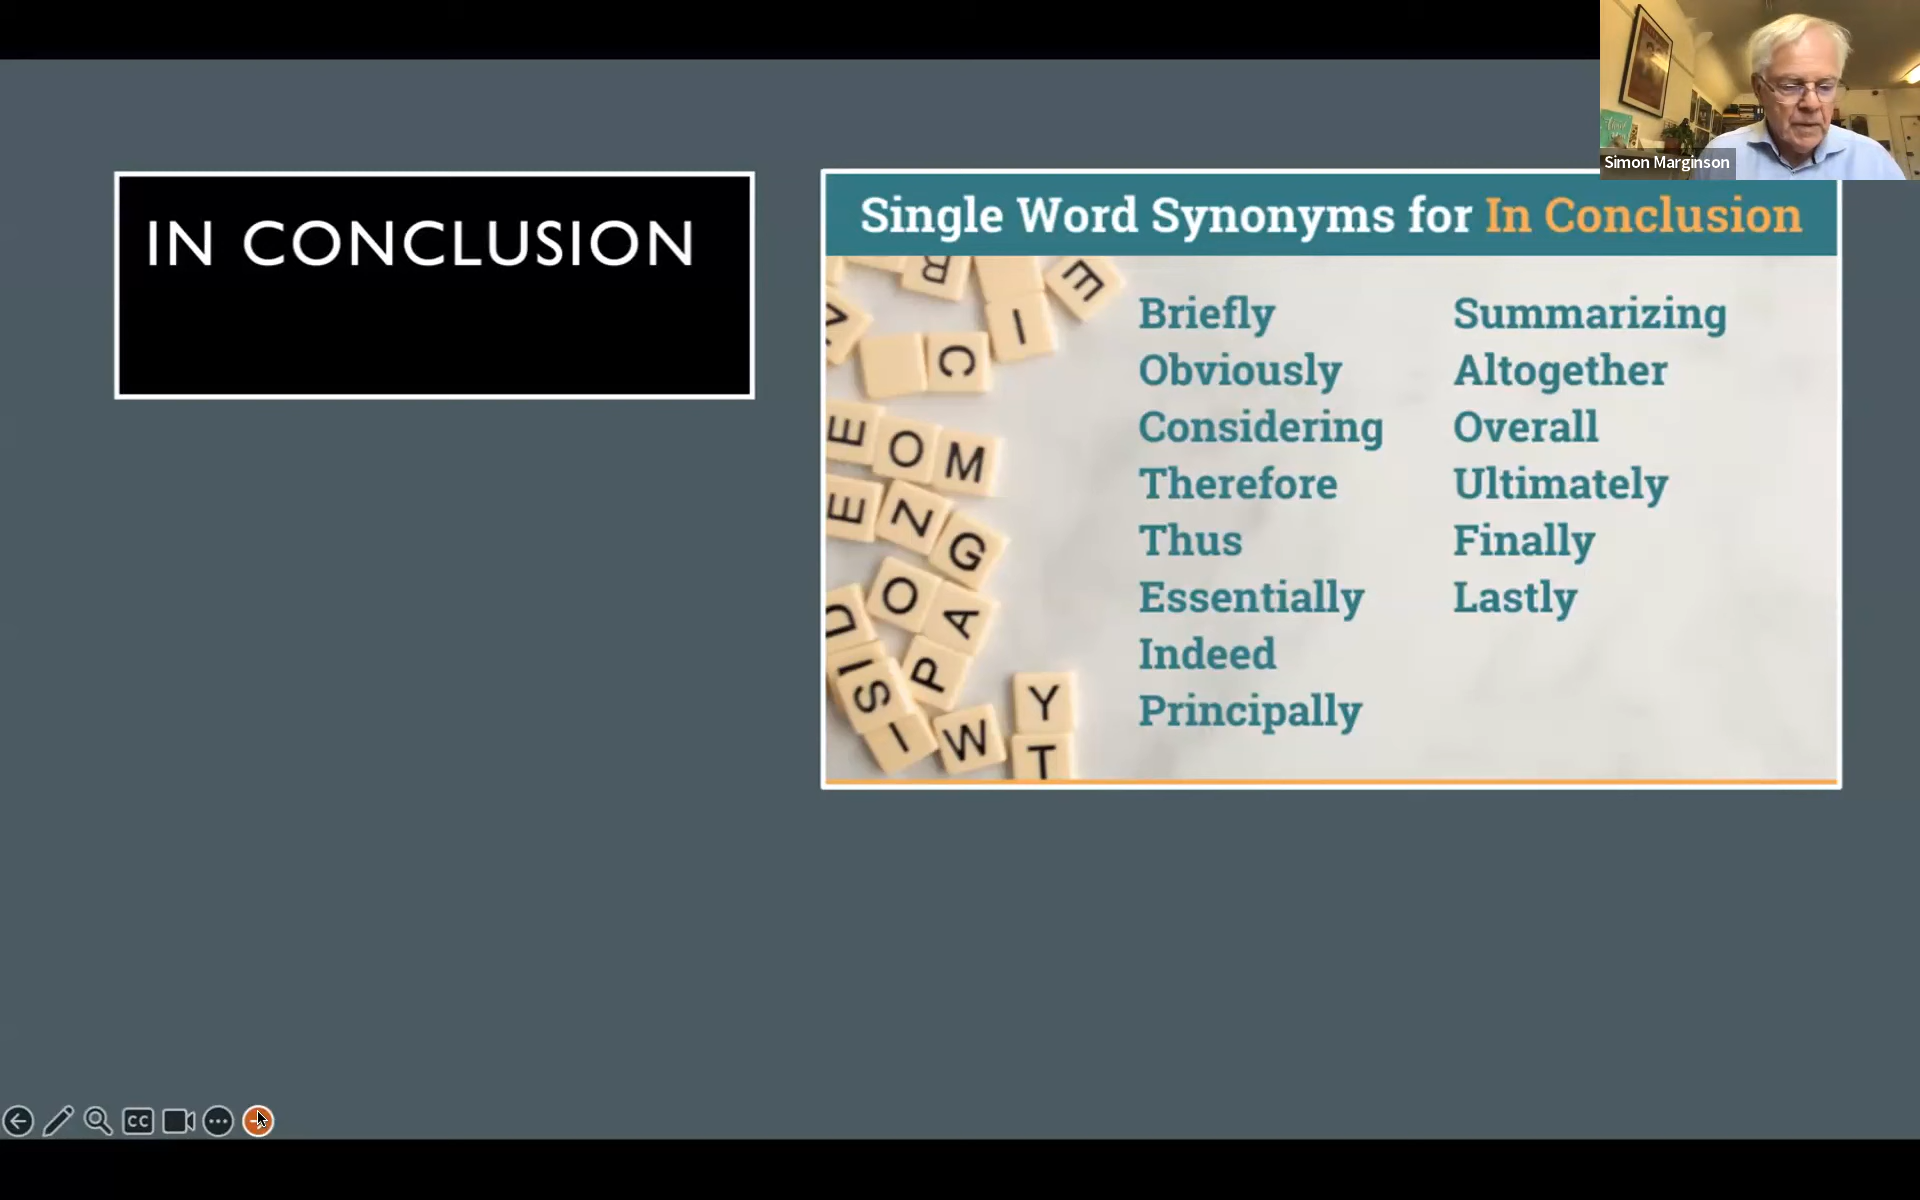 Simon Marginson
IN CONCLUSION
Single Word Synonyms for In Conclusion
Briefly
Obviously
Considering
Therefore
Thus
Essentially
Indeed
Principally
Summarizing
Altogether
Overall
Ultimately
Finally
Lastly
R
E
I
C
E O M
E N G
O
D A
I P
S
I W Y
T
CC